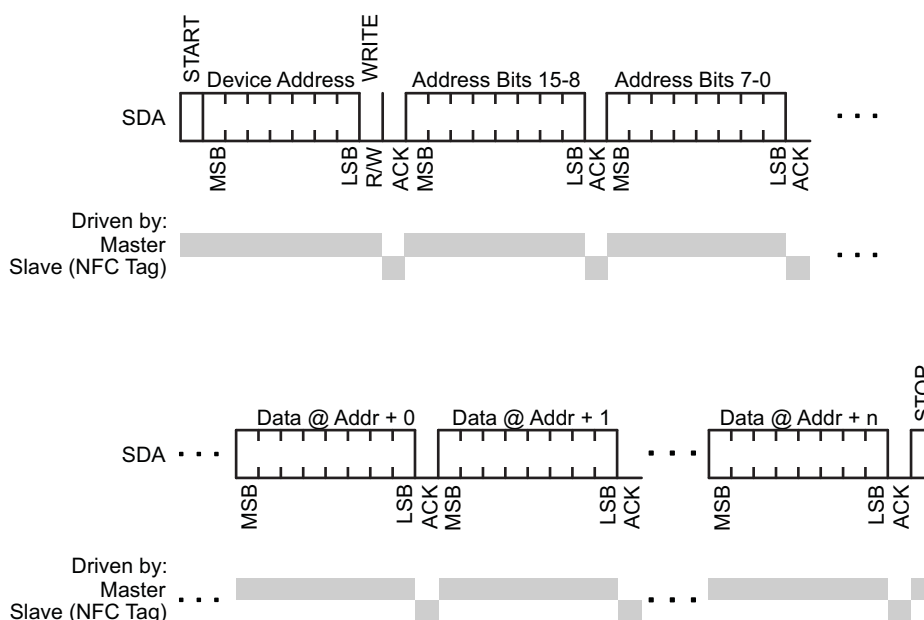 START
WRITE
Device Address
Address Bits 15-8
Address Bits 7-0
SDA
. . .
MSB
LSB
R/W
ACK
MSB
LSB
ACK
MSB
LSB
ACK
Driven by:
Master
Slave (NFC Tag)
. . .
STOP
Data @ Addr + 0
Data @ Addr + 1
Data @ Addr + n
SDA
. . .
. . .
MSB
LSB
ACK
MSB
LSB
ACK
MSB
LSB
ACK
Driven by:
Master
Slave (NFC Tag)
. . .
. . .